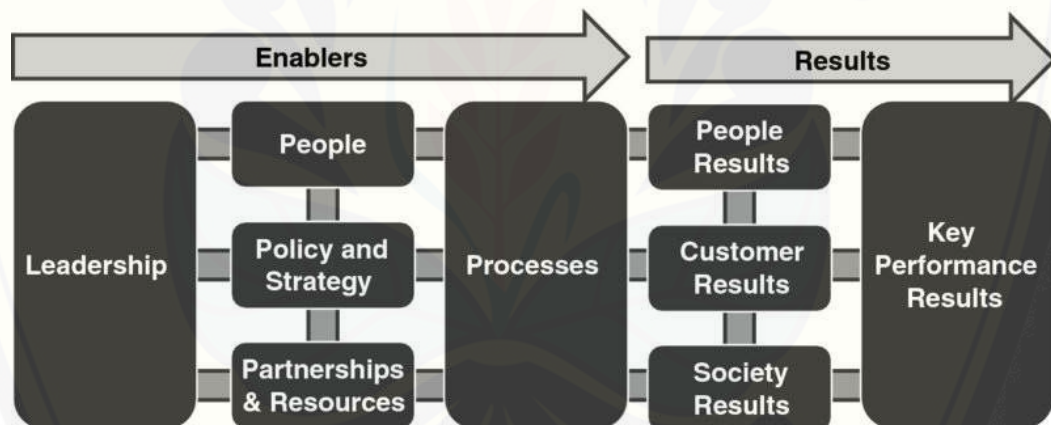 Enablers
Results
Leadership
People
Policy and
Strategy
Partnerships
& Resources
Processes
People
Results
Customer
Results
Society
Results
Key
Performance
Results